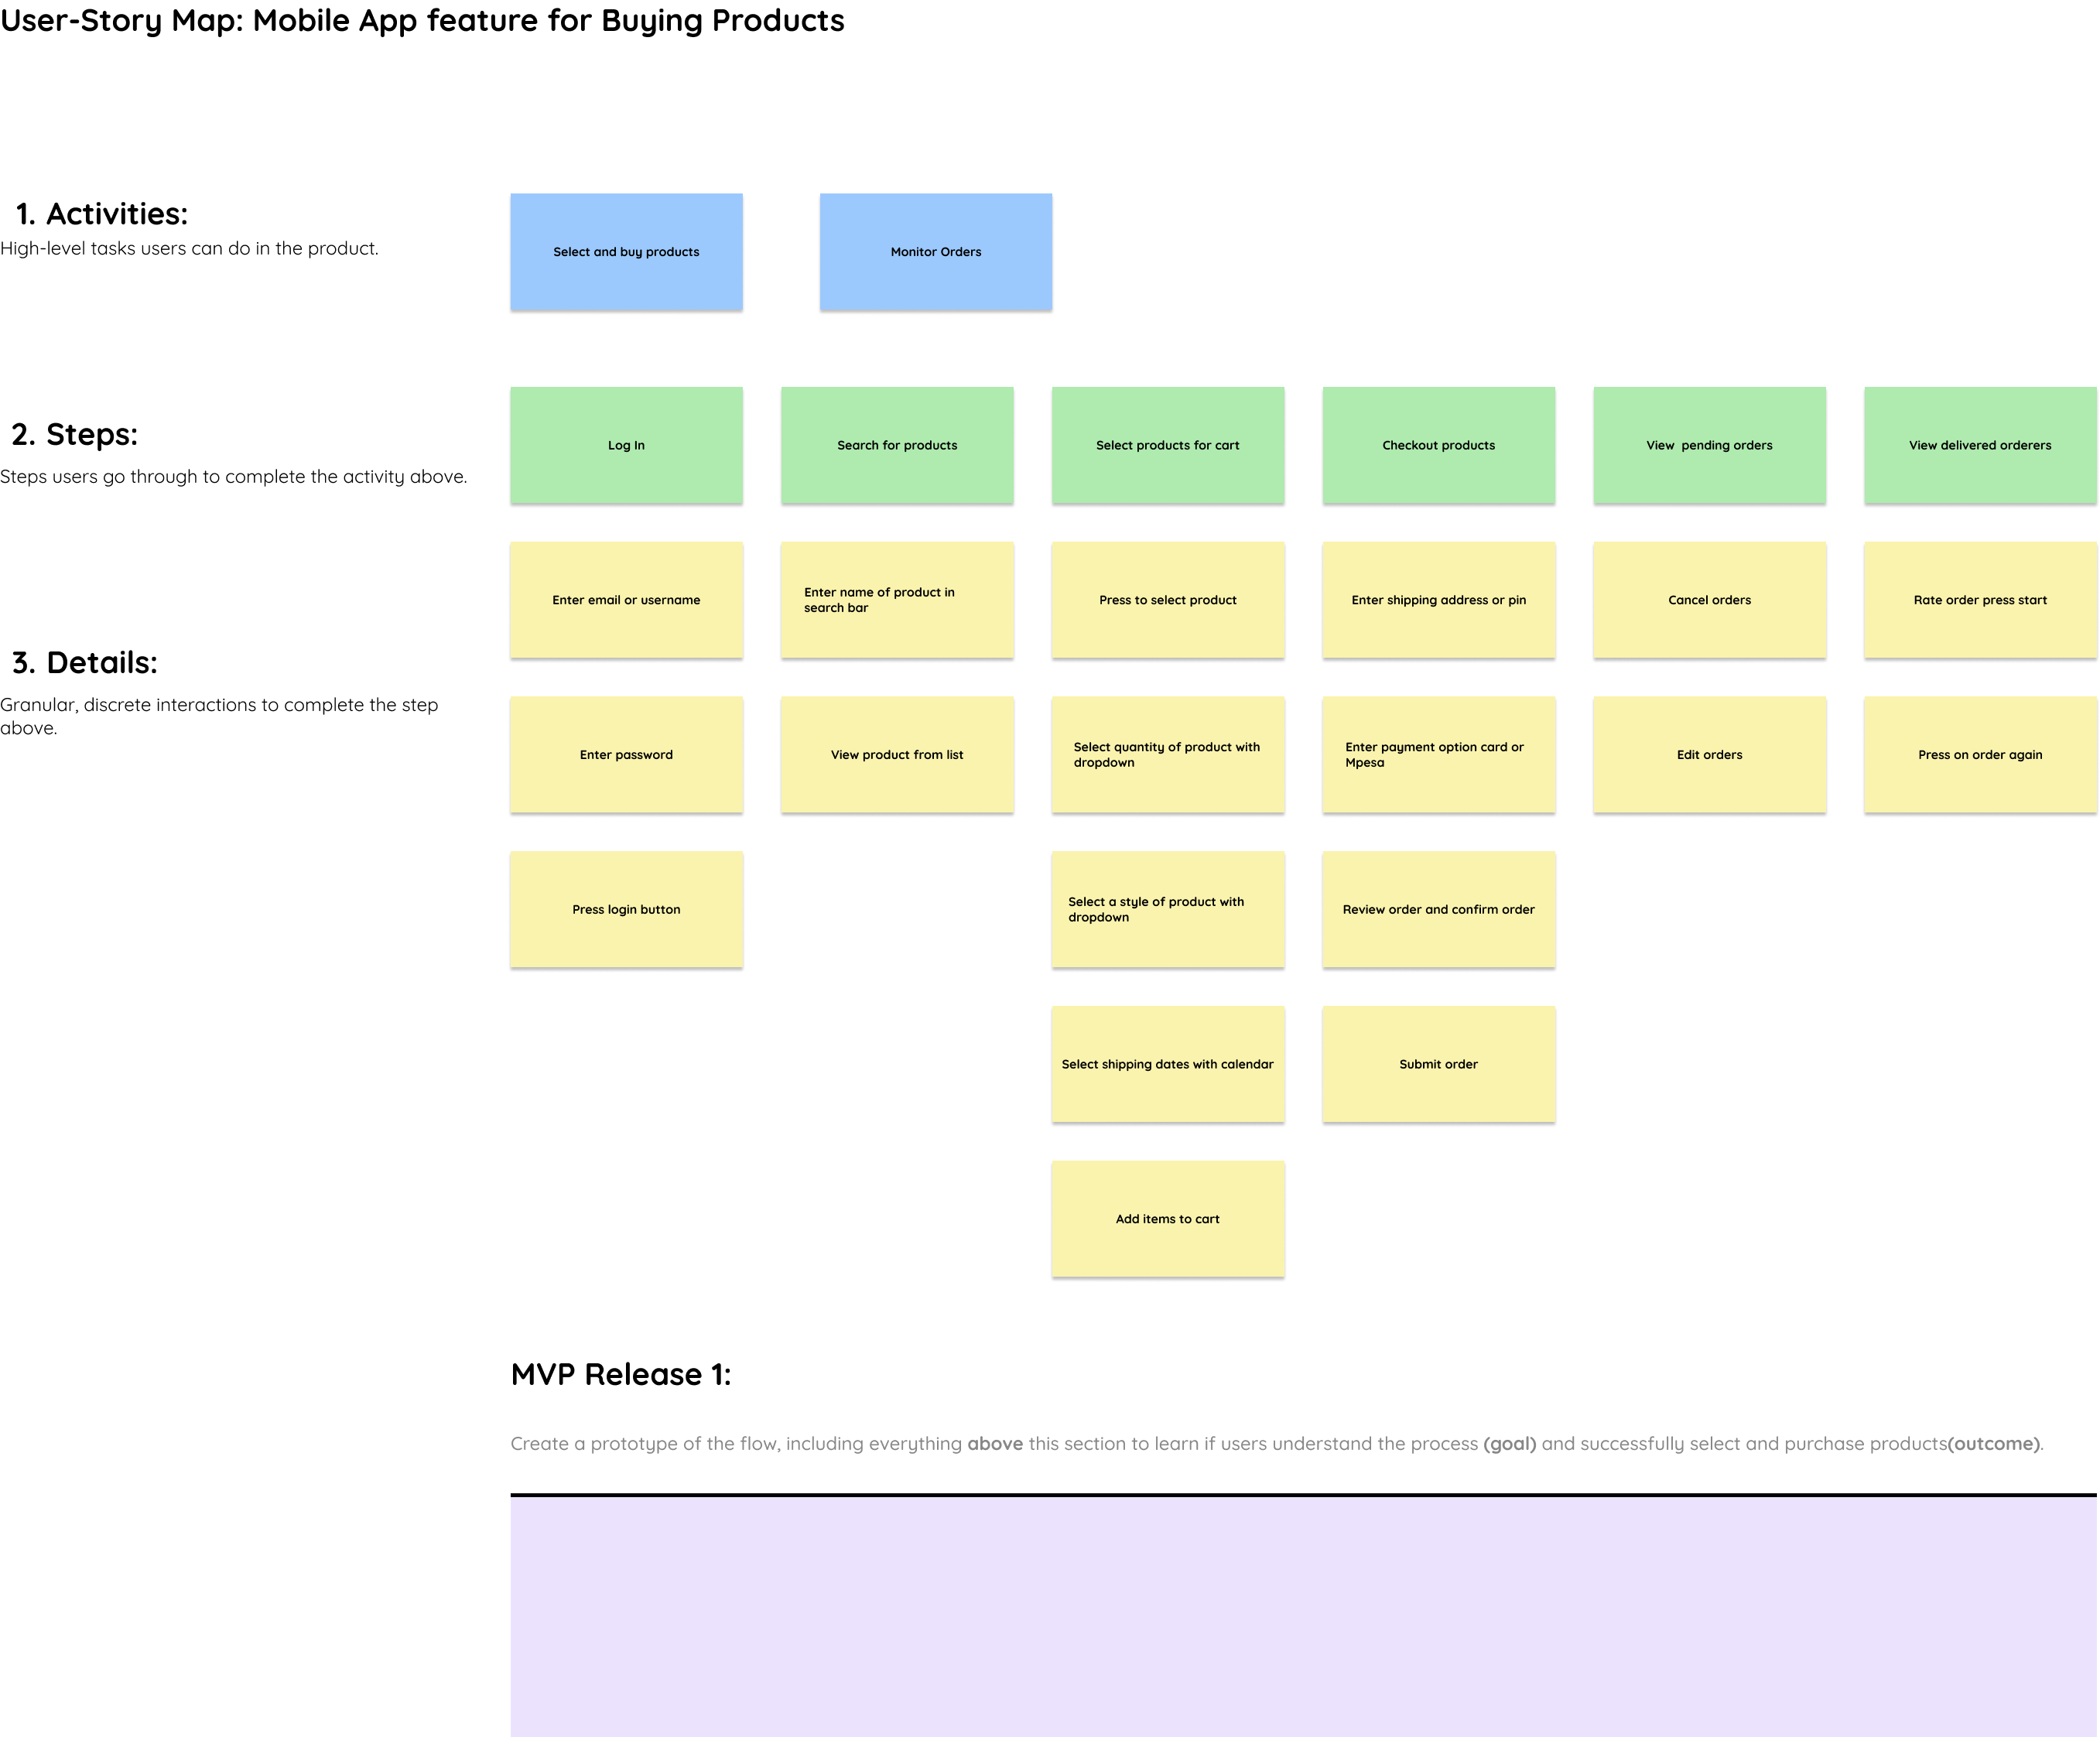 User-Story Map: Mobile App feature for Buying Products
1. Activities:
High-level tasks users can do in the product.
Select and buy products
Monitor Orders
2. Steps:
Steps users go through to complete the activity above.
Log In
Search for products
Select products for cart
Checkout products
View  pending orders
View delivered orderers
3. Details:
Granular, discrete interactions to complete the step
above.
Enter email or username
Enter name of product in
search bar
Press to select product
Enter shipping address or pin
Cancel orders
Rate order press start
Enter password
View product from list
Select quantity of product with
dropdown
Enter payment option card or
Mpesa
Edit orders
Press on order again
Press login button
Select a style of product with
dropdown
Review order and confirm order
Select shipping dates with calendar
Submit order
Add items to cart
MVP Release 1:
Create a prototype of the flow, including everything above this section to learn if users understand the process (goal) and successfully select and purchase products(outcome).